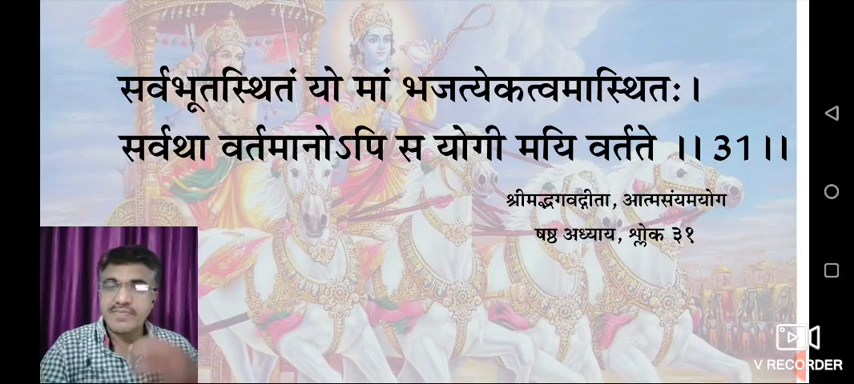 सर्वभूतस्थितं यो मां भजत्येकत्वमास्थितः।
सर्वथा वर्तमानोऽपि स योगी मयि वर्तते ।। 31।।
श्रीमद्भगवद्गीता, आत्मसंयमयोग
षष्ठ अध्याय, श्लोक ३१
V RECORDER